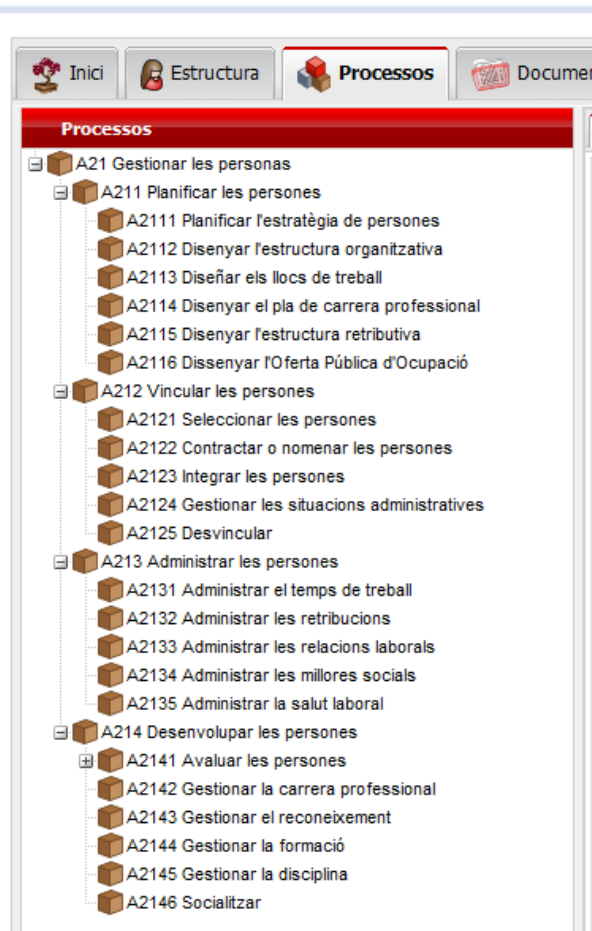 Inici Estructura Processos Documen
Processos
A21 Gestionar les personas
A211 Planificar les persones
A2111 Planificar l'estratègia de persones
A2112 Disenyar l'estructura organitzativa
A2113 Diseñar els llocs de treball
A2114 Disenyar el pla de carrera professional
A2115 Disenyar l'estructura retributiva
A2116 Dissenyar l'Oferta Pública d'Ocupació
A212 Vincular les persones
A2121 Seleccionar les persones
A2122 Contractar o nomenar les persones
A2123 Integrar les persones
A2124 Gestionar les situacions administratives
A2125 Desvincular
A213 Administrar les persones
A2131 Administrar el temps de treball
A2132 Administrar les retribucions
A2133 Administrar les relacions laborals
A2134 Administrar les millores socials
A2135 Administrar la salut laboral
A214 Desenvolupar les persones
A2141 Avaluar les persones
A2142 Gestionar la carrera professional
A2143 Gestionar el reconeixement
A2144 Gestionar la formació
A2145 Gestionar la disciplina
A2146 Socialitzar